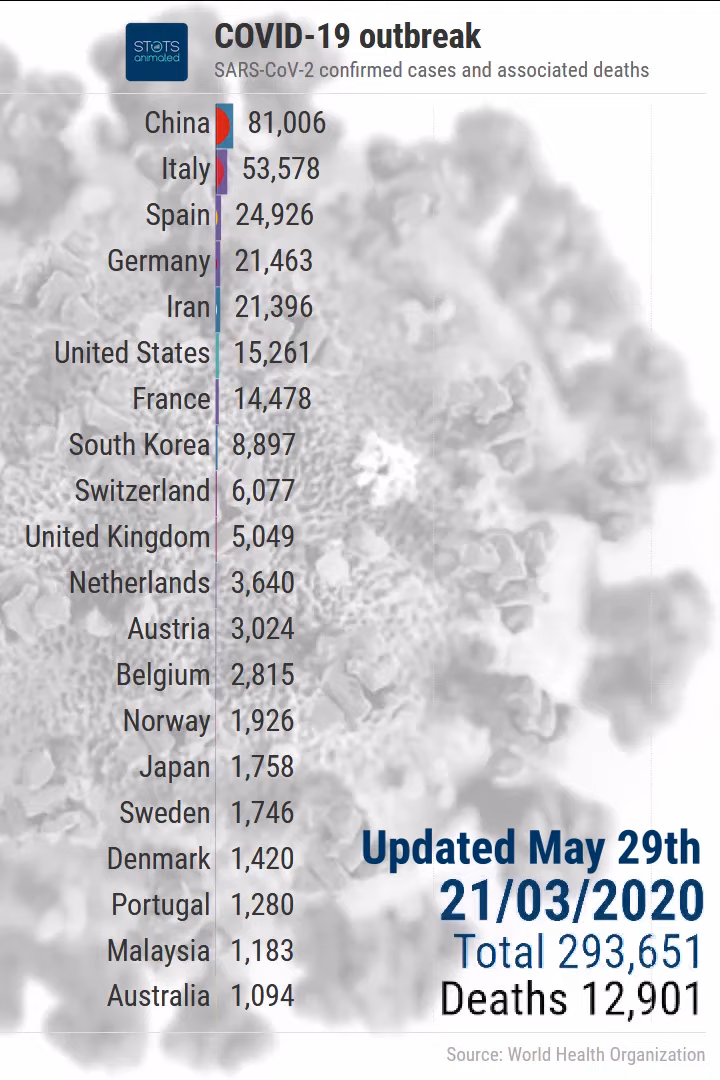 STATS
animated
COVID-19 outbreak
SARS-CoV-2 confirmed cases and associated deaths
China 81,006
Italy 53,578
Spain 24,926
Germany 21,463
Iran 21,396
United States 15,261
France 14,478
South Korea 8,897
Switzerland 6,077
United Kingdom 5,049
Netherlands 3,640
Austria 3,024
Belgium 2,815
Norway 1,926
Japan 1,758
Sweden 1,746
Denmark 1,420
Portugal 1,280
Malaysia 1,183
Australia 1,094
Updated May 29th
21/03/2020
Total 293,651
Deaths 12,901
Source: World Health Organization